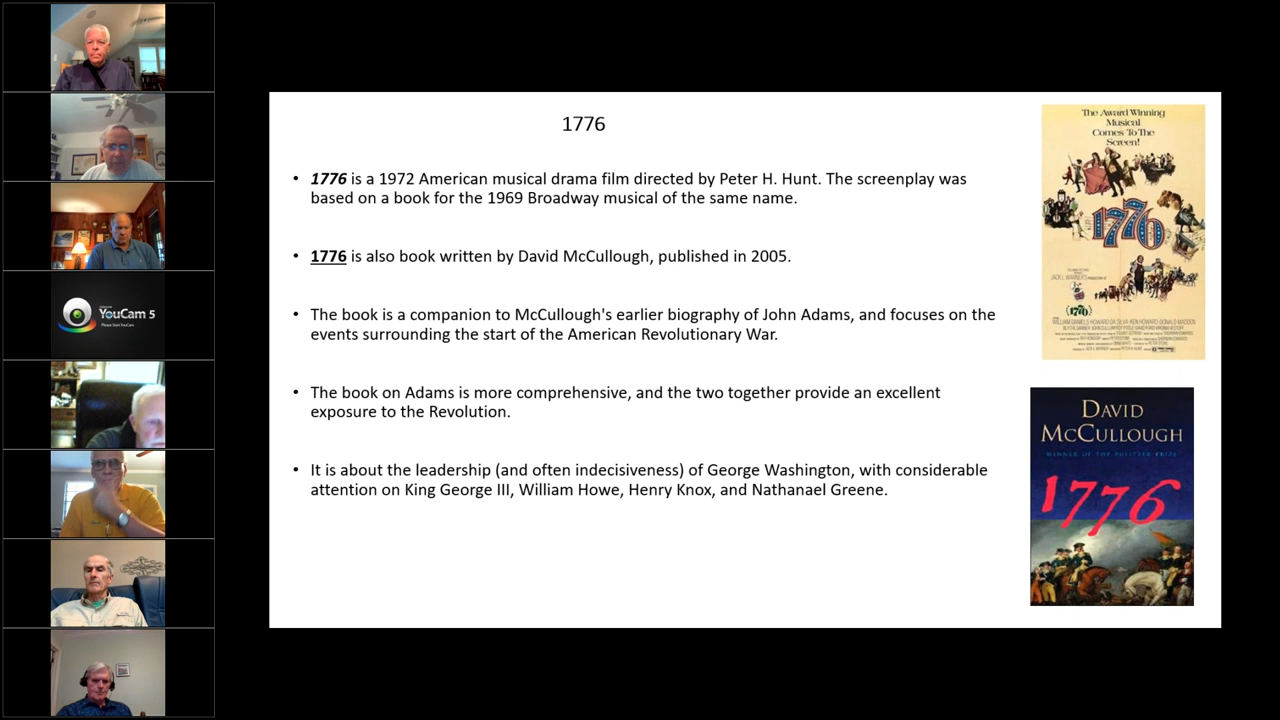 YouCam 5
Please Start YouCam
1776
• 1776 is a 1972 American musical drama film directed by Peter H. Hunt. The screenplay was
based on a book for the 1969 Broadway musical of the same name.
• 1776 is also book written by David McCullough, published in 2005.
• The book is a companion to McCullough's earlier biography of John Adams, and focuses on the
events surrounding the start of the American Revolutionary War.
• The book on Adams is more comprehensive, and the two together provide an excellent
exposure to the Revolution.
• It is about the leadership (and often indecisiveness) of George Washington, with considerable
attention on King George III, William Howe, Henry Knox, and Nathanael Greene.
The Award Winning
Musical
Comes To The
Screen!
1776
DAVID
MCCULLOUGH
WINNER OF THE PULITZER PRIZE
1776